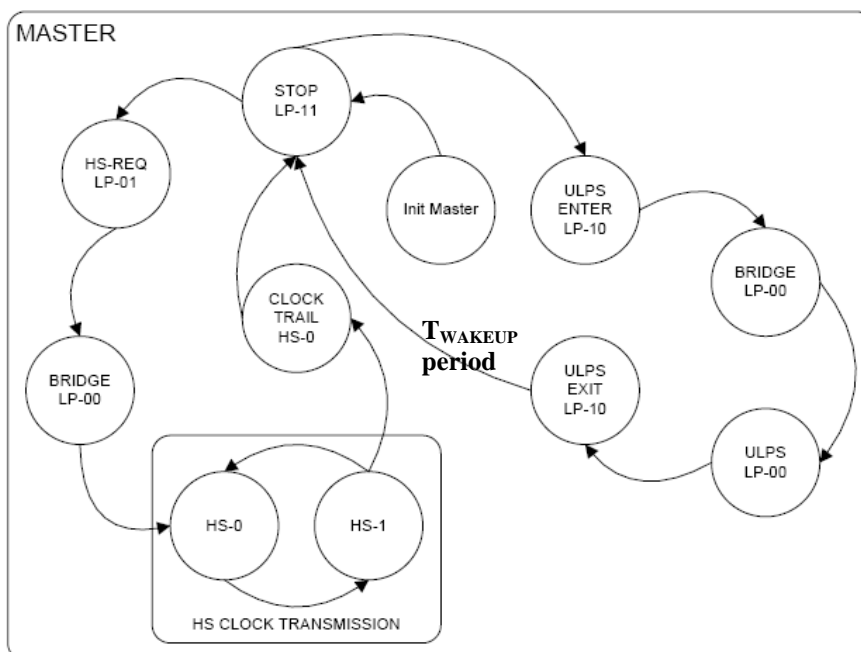 MASTER
STOP
LP-11
HS-REQ
LP-01
Init Master
ULPS
ENTER
LP-10
BRIDGE
LP-00
CLOCK
TRAIL
HS-0
TWAKEUP
period
BRIDGE
LP-00
ULPS
EXIT
LP-10
ULPS
LP-00
HS-0
HS-1
HS CLOCK TRANSMISSION